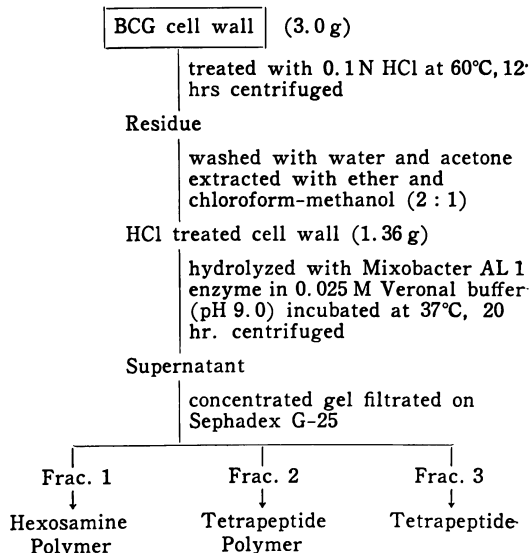 BCG cell wall (3.0 g)
treated with 0.1 N HCl at 60℃, 12
hrs centrifuged
Residue
washed with water and acetone
extracted with ether and
chloroform-methanol (2 : 1)
HCl treated cell wall (1.36 g)
hydrolyzed with Mixobacter AL 1
enzyme in 0.025 M Veronal buffer
(pH 9.0) incubated at 37℃, 20
hr. centrifuged
Supernatant
concentrated gel filtrated on
Sephadex G-25
Frac. 1 Frac. 2 Frac. 3
Hexosamine Tetrapeptide Tetrapeptide
Polymer Polymer